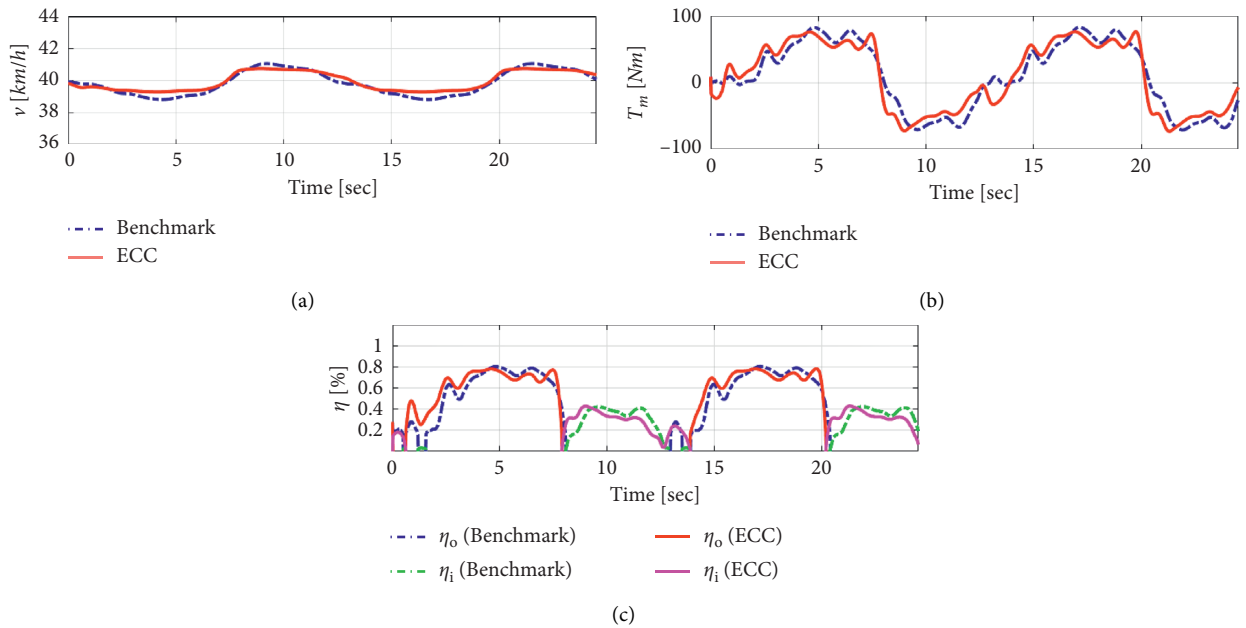 44
42
40
38
36
v [km/h]
0 5 10 15 20
Time [sec]
Benchmark
ECC
(a)
100
0
−100
T_m [Nm]
0 5 10 15 20
Time [sec]
Benchmark
ECC
(b)
1
0.8
0.6
0.4
0.2
η [%]
0 5 10 15 20
Time [sec]
η_o (Benchmark) η_o (ECC)
η_i (Benchmark) η_i (ECC)
(c)